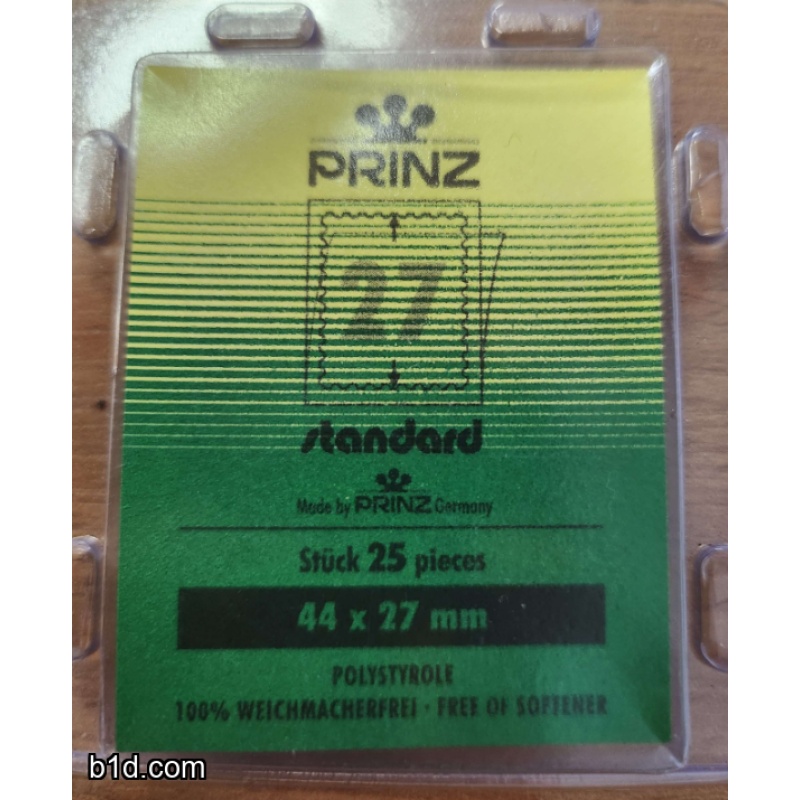 PRINZ
27
standard
Made by PRINZ Germany
Stück 25 pieces
44 x 27 mm
POLYSTYROLE
100% WEICHMACHERFREI · FREE OF SOFTENER
b1d.com